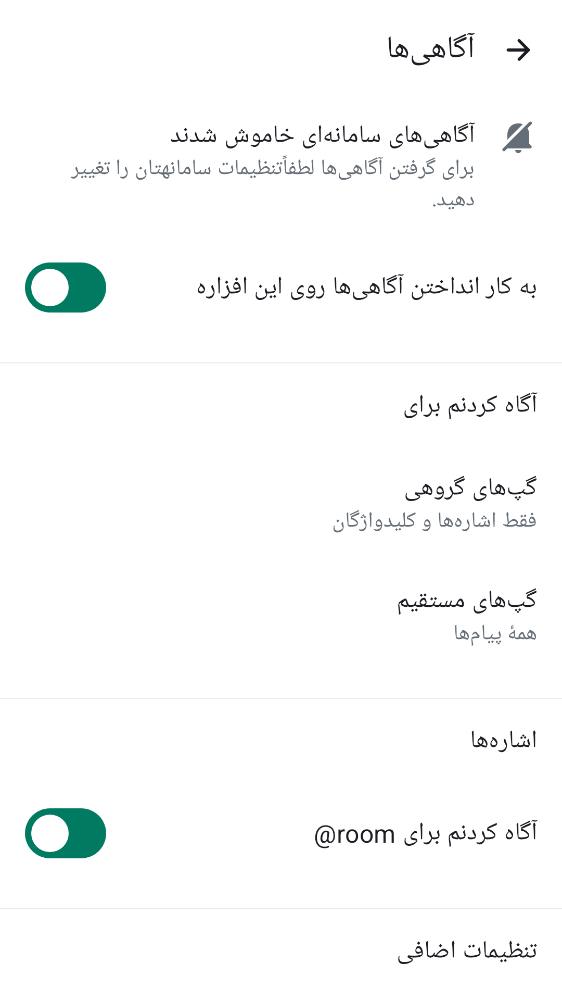 آگاهی‌ها
آگاهی‌های سامانه‌ای خاموش شدند
برای گرفتن آگاهی‌ها لطفاًتنظیمات سامانهتان را تغییر
دهید.
به کار انداختن آگاهی‌ها روی این افزاره
آگاه کردنم برای
گپ‌های گروهی
فقط اشاره‌ها و کلیدواژگان
گپ‌های مستقیم
همهٔ پیام‌ها
اشاره‌ها
آگاه کردنم برای @room
تنظیمات اضافی